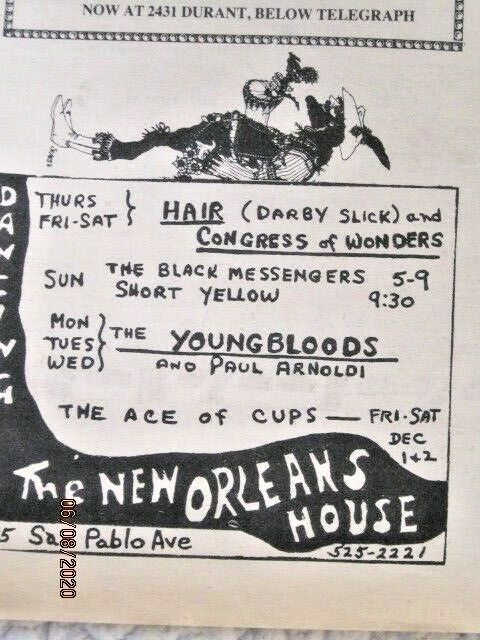 NOW AT 2431 DURANT, BELOW TELEGRAPH
DANCING
THURS
FRI-SAT } HAIR (DARBY SLICK) and
CONGRESS of WONDERS
SUN THE BLACK MESSENGERS 5-9
SHORT YELLOW 9:30
MON
TUES } THE YOUNGBLOODS
WED AND PAUL ARNOLDI
THE ACE OF CUPS — FRI-SAT
DEC
1+2
The NEW ORLEANS
HOUSE
5 San Pablo Ave
525-2221
06/08/2020